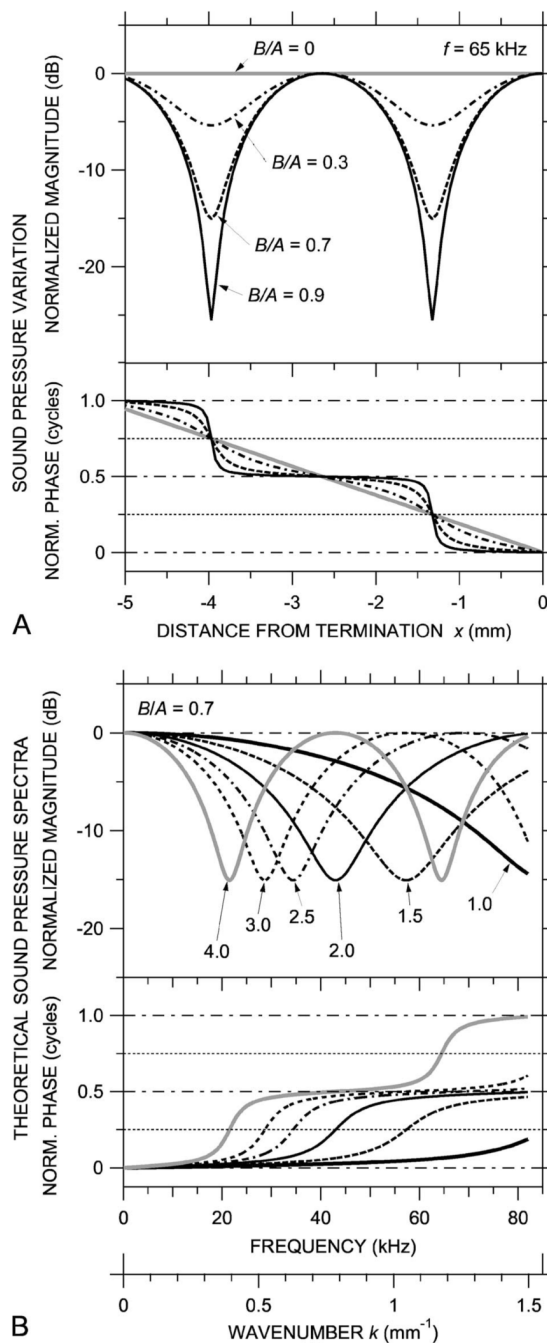 A
SOUND PRESSURE VARIATION
NORMALIZED MAGNITUDE (dB)
0
-10
-20
B/A = 0
f = 65 kHz
B/A = 0.3
B/A = 0.7
B/A = 0.9
NORM. PHASE (cycles)
1.0
0.5
0
-5 -4 -3 -2 -1 0
DISTANCE FROM TERMINATION x (mm)
B
THEORETICAL SOUND PRESSURE SPECTRA
NORMALIZED MAGNITUDE (dB)
0
-10
-20
B/A = 0.7
4.0
3.0
2.5
2.0
1.5
1.0
NORM. PHASE (cycles)
1.0
0.5
0
0 20 40 60 80
FREQUENCY (kHz)
0 0.5 1 1.5
WAVENUMBER k (mm⁻¹)